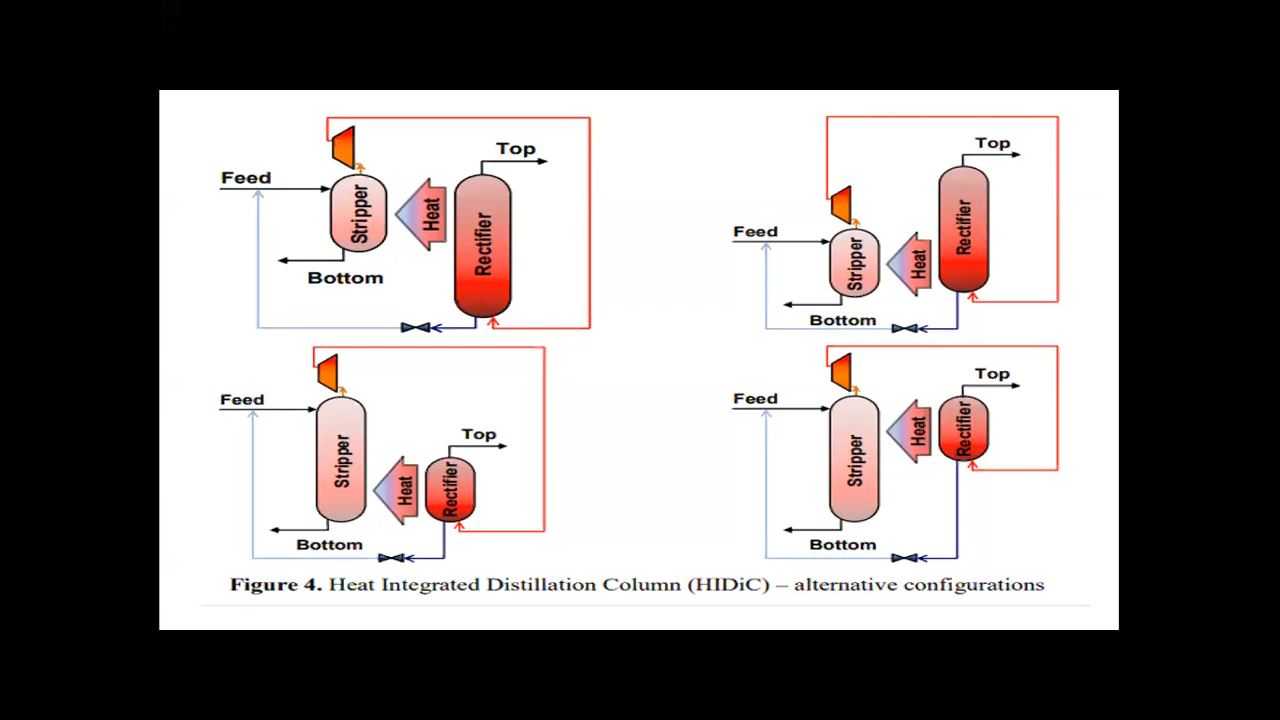 Top
Feed
Stripper
Heat
Rectifier
Bottom
Top
Feed
Stripper
Heat
Rectifier
Bottom
Feed
Top
Stripper
Heat
Rectifier
Bottom
Top
Feed
Stripper
Heat
Rectifier
Bottom
Figure 4. Heat Integrated Distillation Column (HIDiC) – alternative configurations